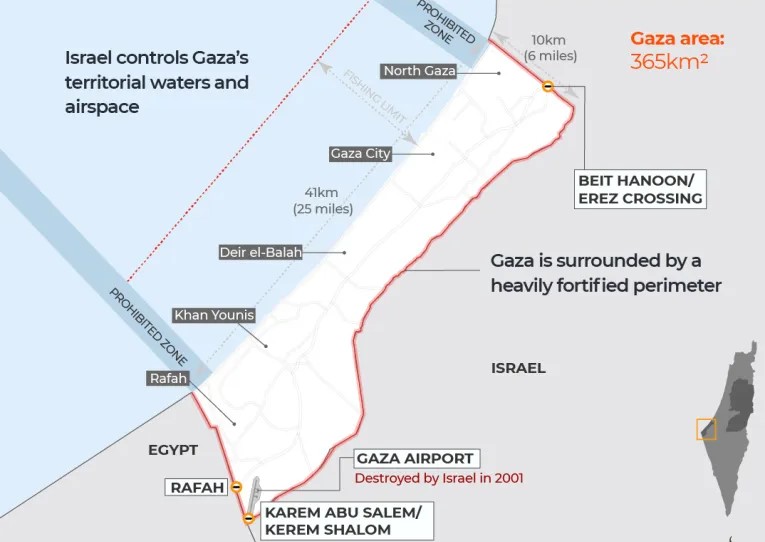 PROHIBITED
ZONE
10km
(6 miles)
Gaza area:
365km²
Israel controls Gaza's
territorial waters and
airspace
North Gaza
FISHING LIMIT
Gaza City
BEIT HANOON/
EREZ CROSSING
41km
(25 miles)
Deir el-Balah
Gaza is surrounded by a
heavily fortified perimeter
PROHIBITED ZONE
Khan Younis
ISRAEL
Rafah
EGYPT
GAZA AIRPORT
Destroyed by Israel in 2001
RAFAH
KAREM ABU SALEM/
KEREM SHALOM